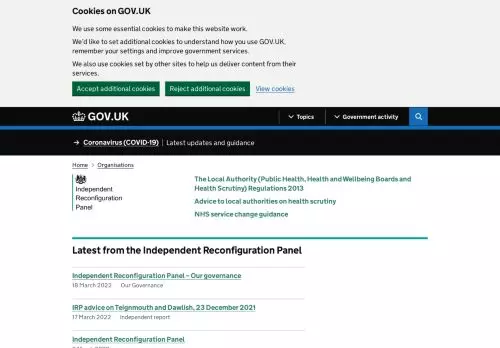 Cookies on GOV.UK
We use some essential cookies to make this website work.
We'd like to set additional cookies to understand how you use GOV.UK,
remember your settings and improve government services.
We also use cookies set by other sites to help us deliver content from their
services.
Accept additional cookies Reject additional cookies View cookies
GOV.UK Topics Government activity
→ Coronavirus (COVID-19) Latest updates and guidance
Home > Organisations
Independent
Reconfiguration
Panel
The Local Authority (Public Health, Health and Wellbeing Boards and
Health Scrutiny) Regulations 2013
Advice to local authorities on health scrutiny
NHS service change guidance
Latest from the Independent Reconfiguration Panel
Independent Reconfiguration Panel – Our governance
18 March 2022 Our Governance
IRP advice on Teignmouth and Dawlish, 23 December 2021
17 March 2022 Independent report
Independent Reconfiguration Panel